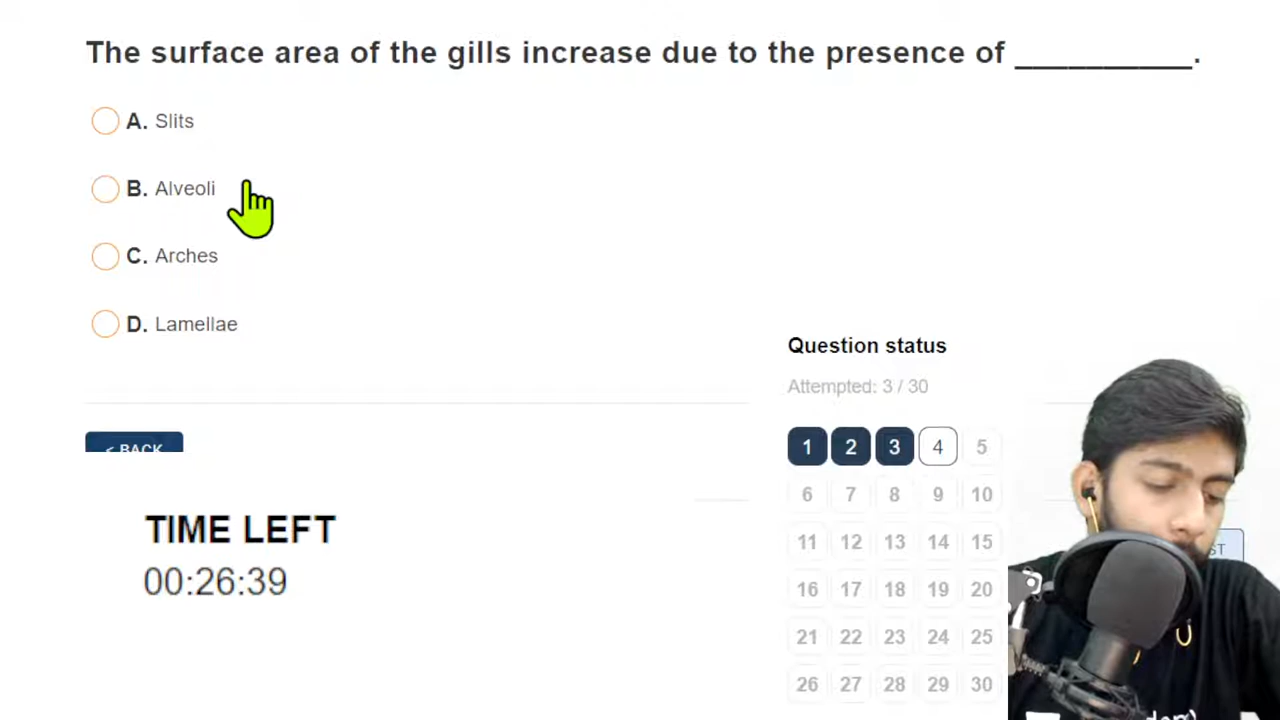 The surface area of the gills increase due to the presence of __________.
A. Slits
B. Alveoli
C. Arches
D. Lamellae
Question status
Attempted: 3 / 30
1 2 3 4 5
< BACK
6 7 8 9 10
TIME LEFT
11 12 13 14 15
ST
00:26:39
16 17 18 19 20
21 22 23 24 25
26 27 28 29 30